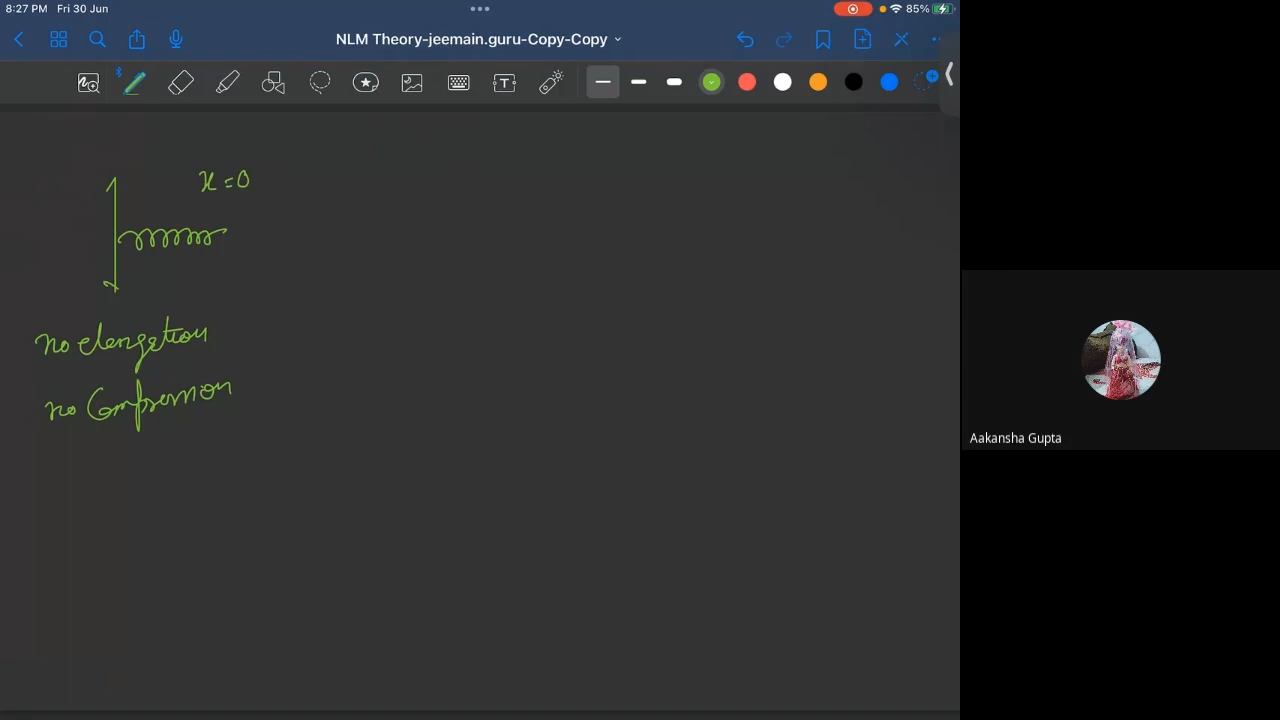 8:27 PM Fri 30 Jun
85%
NLM Theory-jeemain.guru-Copy-Copy
T
x=0
no elongation
no Compression
Aakansha Gupta